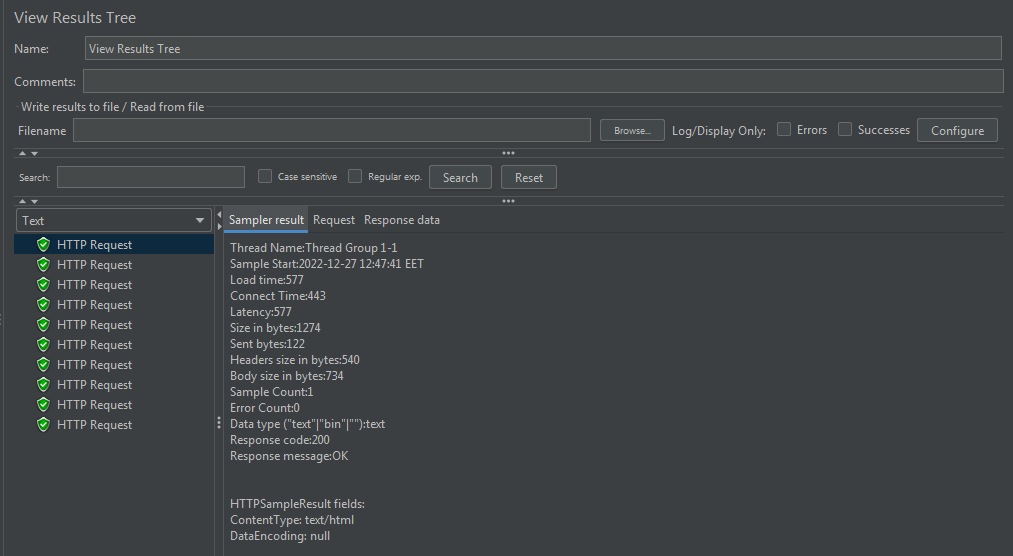 View Results Tree
Name: View Results Tree
Comments:
Write results to file / Read from file
Filename Browse... Log/Display Only: Errors Successes Configure
Search: Case sensitive Regular exp. Search Reset
Text
HTTP Request
HTTP Request
HTTP Request
HTTP Request
HTTP Request
HTTP Request
HTTP Request
HTTP Request
HTTP Request
HTTP Request
Sampler result Request Response data
Thread Name:Thread Group 1-1
Sample Start:2022-12-27 12:47:41 EET
Load time:577
Connect Time:443
Latency:577
Size in bytes:1274
Sent bytes:122
Headers size in bytes:540
Body size in bytes:734
Sample Count:1
Error Count:0
Data type ("text"|"bin"|""):text
Response code:200
Response message:OK
HTTPSampleResult fields:
ContentType: text/html
DataEncoding: null